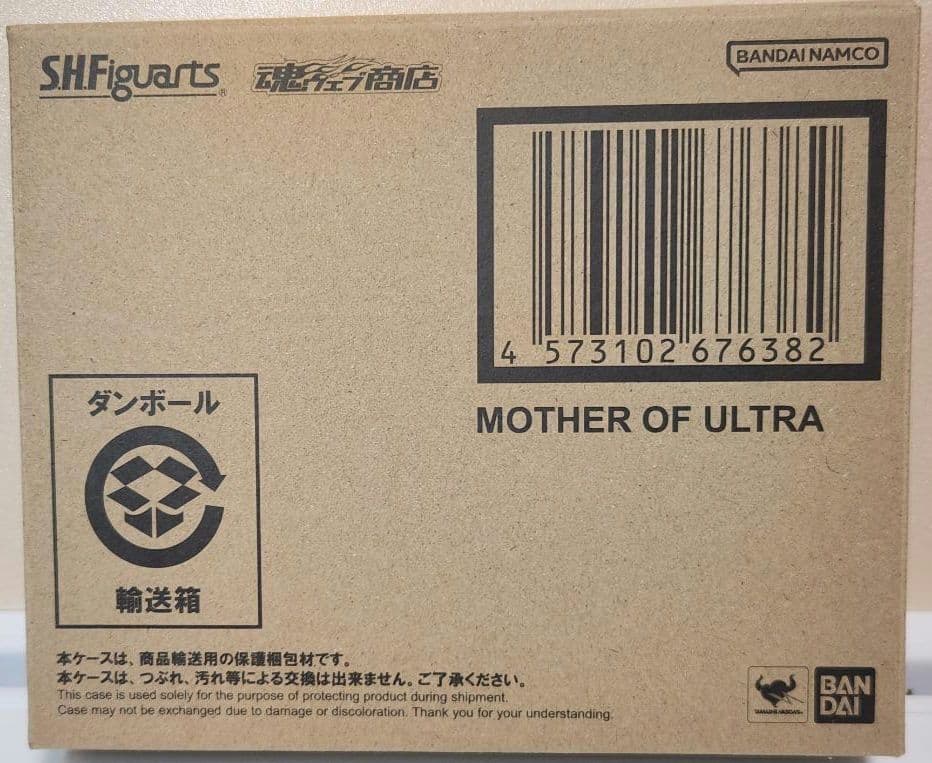 S.H.Figuarts®
魂ウェブ商店
BANDAI NAMCO
4 573102 676382
MOTHER OF ULTRA
ダンボール
輸送箱
本ケースは、商品輸送用の保護梱包材です。
本ケースは、つぶれ、汚れ等による交換は出来ません。ご了承ください。
This case is used solely for the purpose of protecting product during shipment.
Case may not be exchanged due to damage or discoloration. Thank you for your understanding.
TAMASHII NATIONS
BAN
DAI